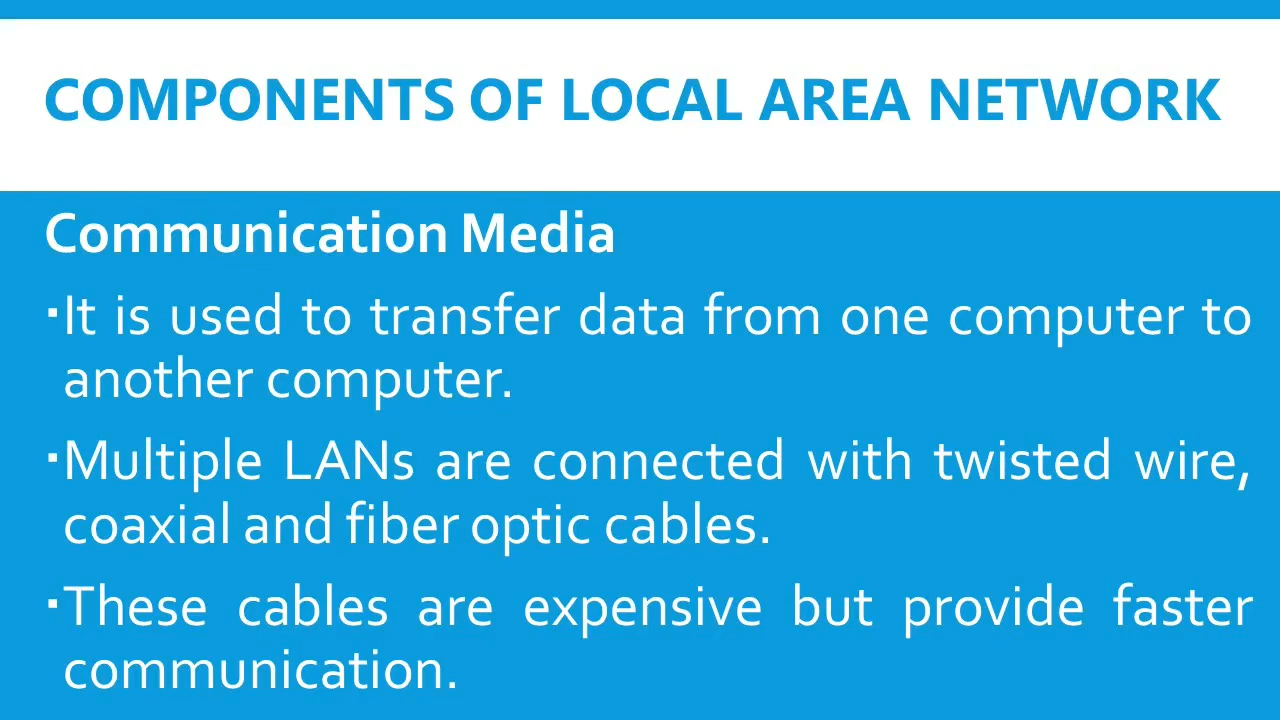 COMPONENTS OF LOCAL AREA NETWORK
Communication Media
▪It is used to transfer data from one computer to
another computer.
▪Multiple LANs are connected with twisted wire,
coaxial and fiber optic cables.
▪These cables are expensive but provide faster
communication.